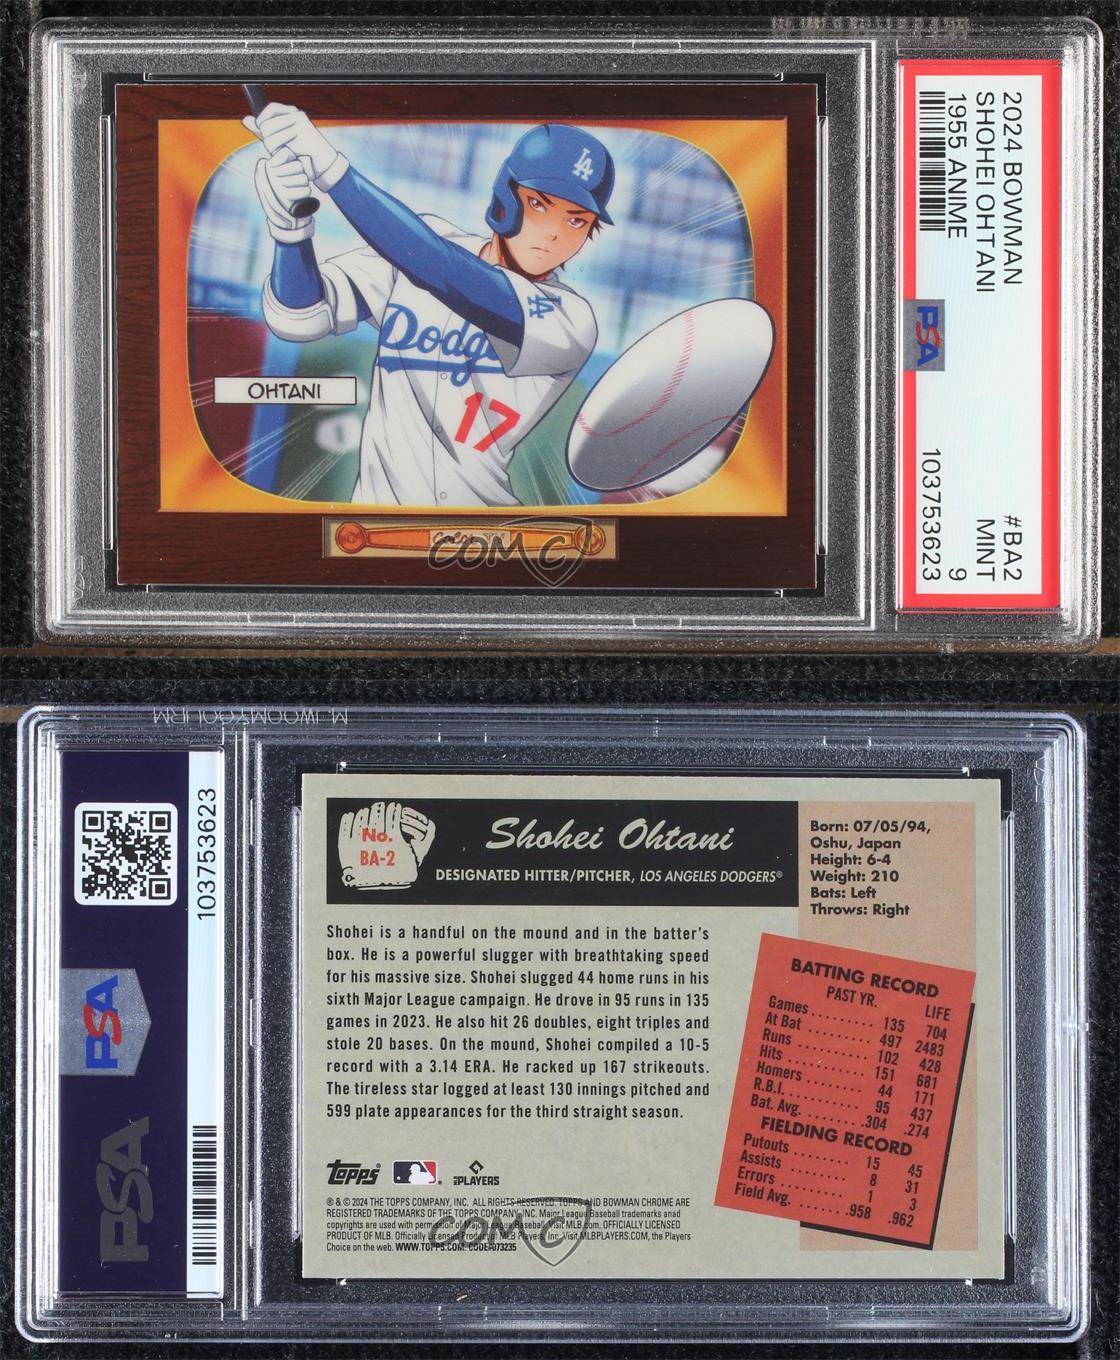 2024 BOWMAN
SHOHEI OHTANI
1955 ANIME
#BA2
MINT
9
103753623
PSA
LA
LA
Dodg
17
OHTANI
COMC
103753623
PSA
PSA
No.
BA-2
Shohei Ohtani
DESIGNATED HITTER/PITCHER, LOS ANGELES DODGERS®
Born: 07/05/94,
Oshu, Japan
Height: 6-4
Weight: 210
Bats: Left
Throws: Right
Shohei is a handful on the mound and in the batter's
box. He is a powerful slugger with breathtaking speed
for his massive size. Shohei slugged 44 home runs in his
sixth Major League campaign. He drove in 95 runs in 135
games in 2023. He also hit 26 doubles, eight triples and
stole 20 bases. On the mound, Shohei compiled a 10-5
record with a 3.14 ERA. He racked up 167 strikeouts.
The tireless star logged at least 130 innings pitched and
599 plate appearances for the third straight season.
BATTING RECORD
PAST YR. LIFE
Games 135 704
At Bat 497 2483
Runs 102 428
Hits 151 681
Homers 44 171
R.B.I. 95 437
Bat. Avg. .304 .274
FIELDING RECORD
Putouts 15 45
Assists 8 31
Errors 1 3
Field Avg. .958 .962
topps
MLB PLAYERS
® & © 2024 THE TOPPS COMPANY, INC. ALL RIGHTS RESERVED. TOPPS AND BOWMAN CHROME ARE
REGISTERED TRADEMARKS OF THE TOPPS COMPANY, INC. Major League Baseball trademarks and
copyrights are used with permission of Major League Baseball. Visit MLB.com. OFFICIALLY LICENSED
PRODUCT OF MLB. Officially Licensed Product of MLB Players, Inc. Visit MLBPLAYERS.com, the Players
Choice on the web. WWW.TOPPS.COM. CODE#073235
COMC